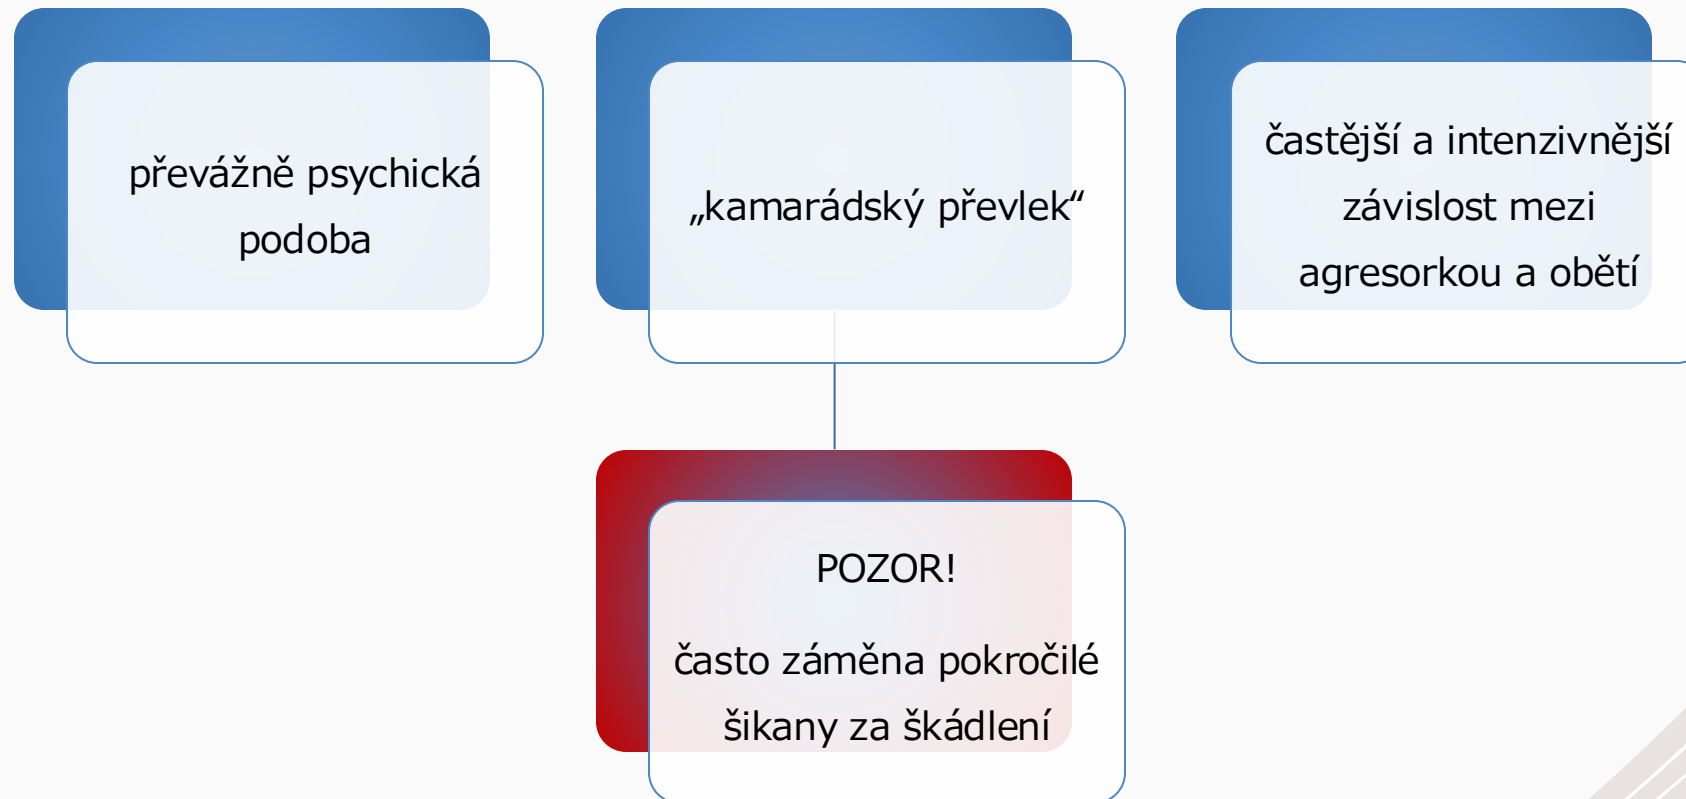 převážně psychická
podoba
„kamarádský převlek“
častější a intenzivnější
závislost mezi
agresorkou a obětí
POZOR!
často záměna pokročilé
šikany za škádlení